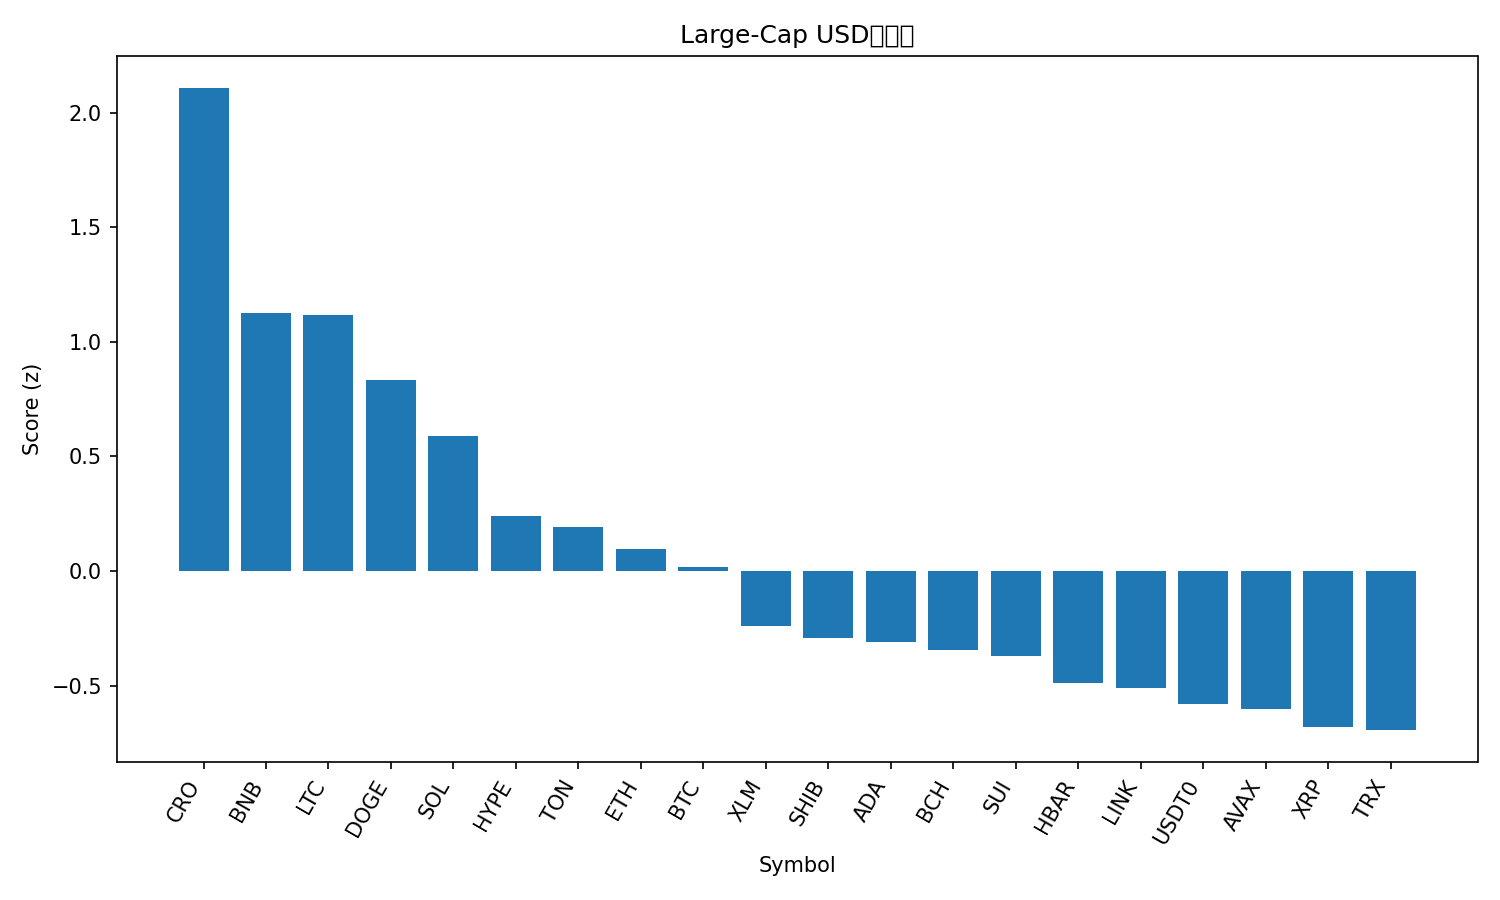 Large-Cap USD
Score (z)
2.0
1.5
1.0
0.5
0.0
−0.5
CRO
BNB
LTC
DOGE
SOL
HYPE
TON
ETH
BTC
XLM
SHIB
ADA
BCH
SUI
HBAR
LINK
USDT0
AVAX
XRP
TRX
Symbol